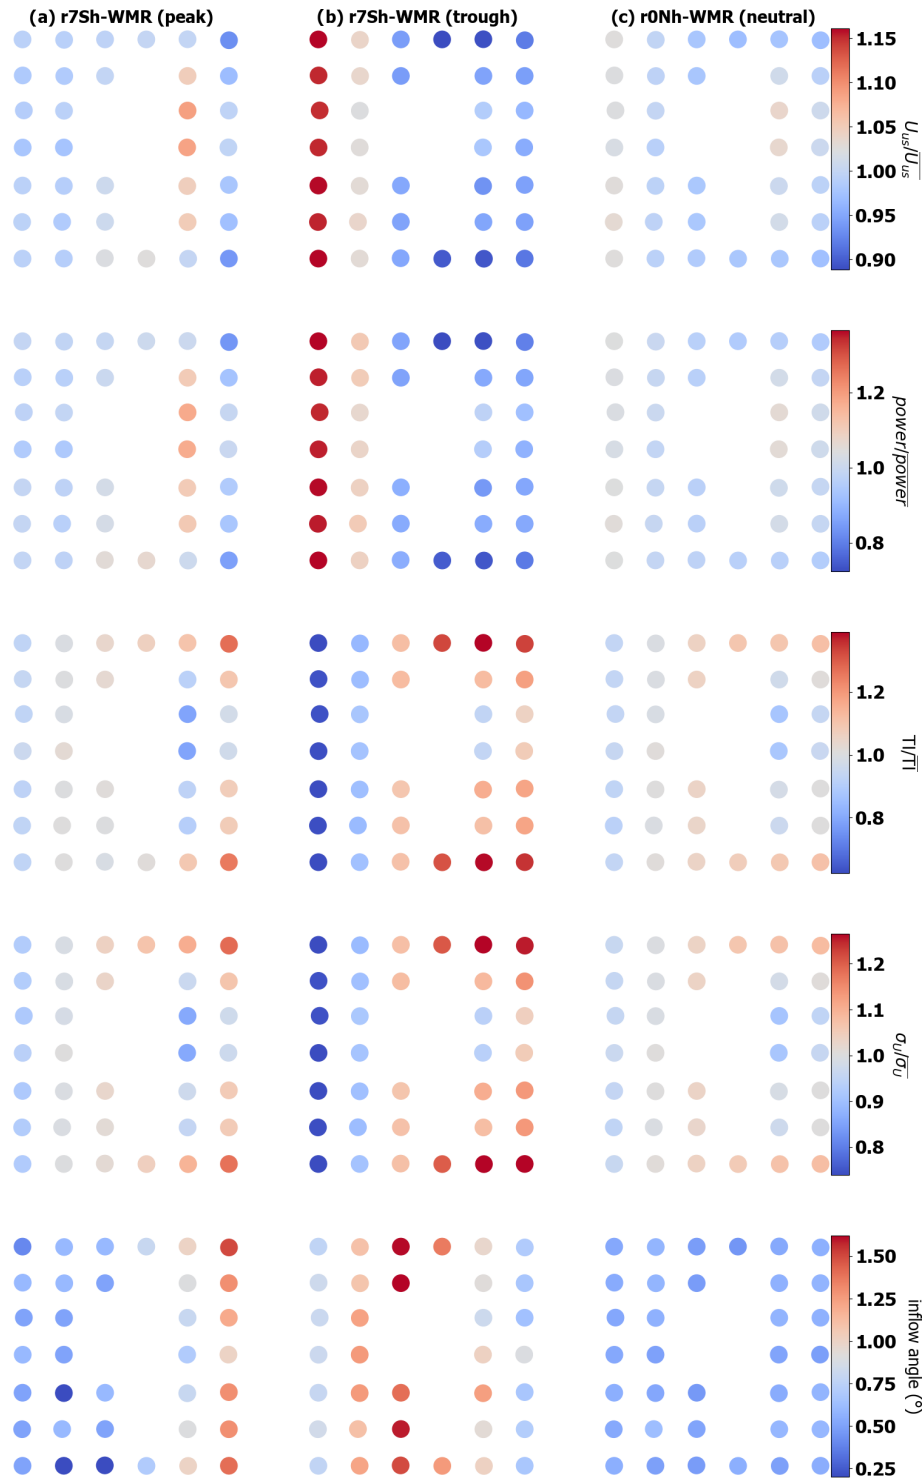 (a) r7Sh-WMR (peak)
(b) r7Sh-WMR (trough)
(c) r0Nh-WMR (neutral)
1.15
1.10
1.05
1.00
0.95
0.90
U_us/U_us
1.2
1.0
0.8
power/power
1.2
1.0
0.8
TI/TI
1.2
1.1
1.0
0.9
0.8
σ_U/σ_U
1.50
1.25
1.00
0.75
0.50
0.25
inflow angle (°)